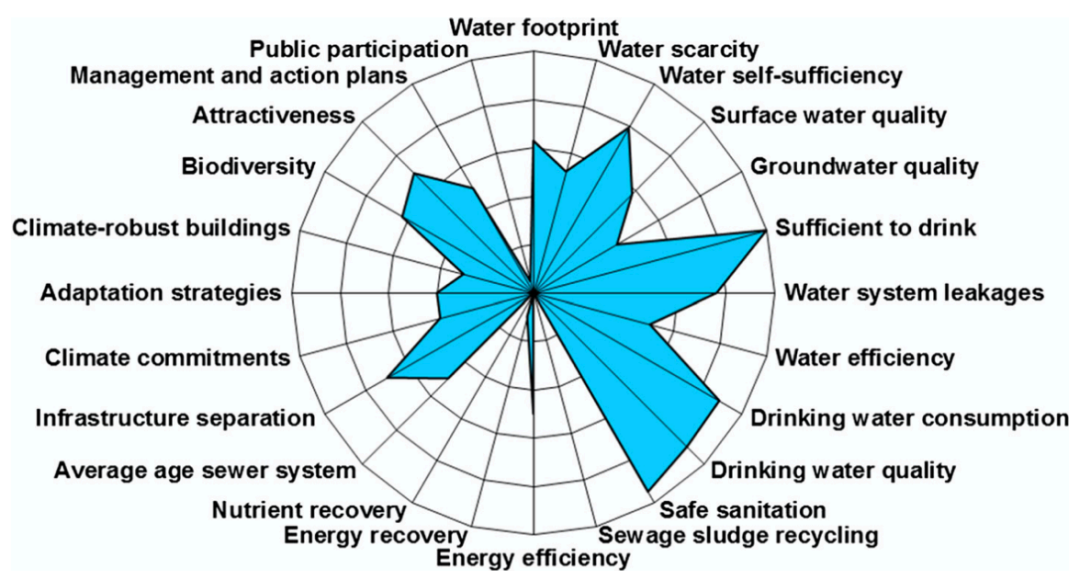 Water footprint
Water scarcity
Water self-sufficiency
Surface water quality
Groundwater quality
Sufficient to drink
Water system leakages
Water efficiency
Drinking water consumption
Drinking water quality
Safe sanitation
Sewage sludge recycling
Energy efficiency
Energy recovery
Nutrient recovery
Average age sewer system
Infrastructure separation
Climate commitments
Adaptation strategies
Climate-robust buildings
Biodiversity
Attractiveness
Management and action plans
Public participation